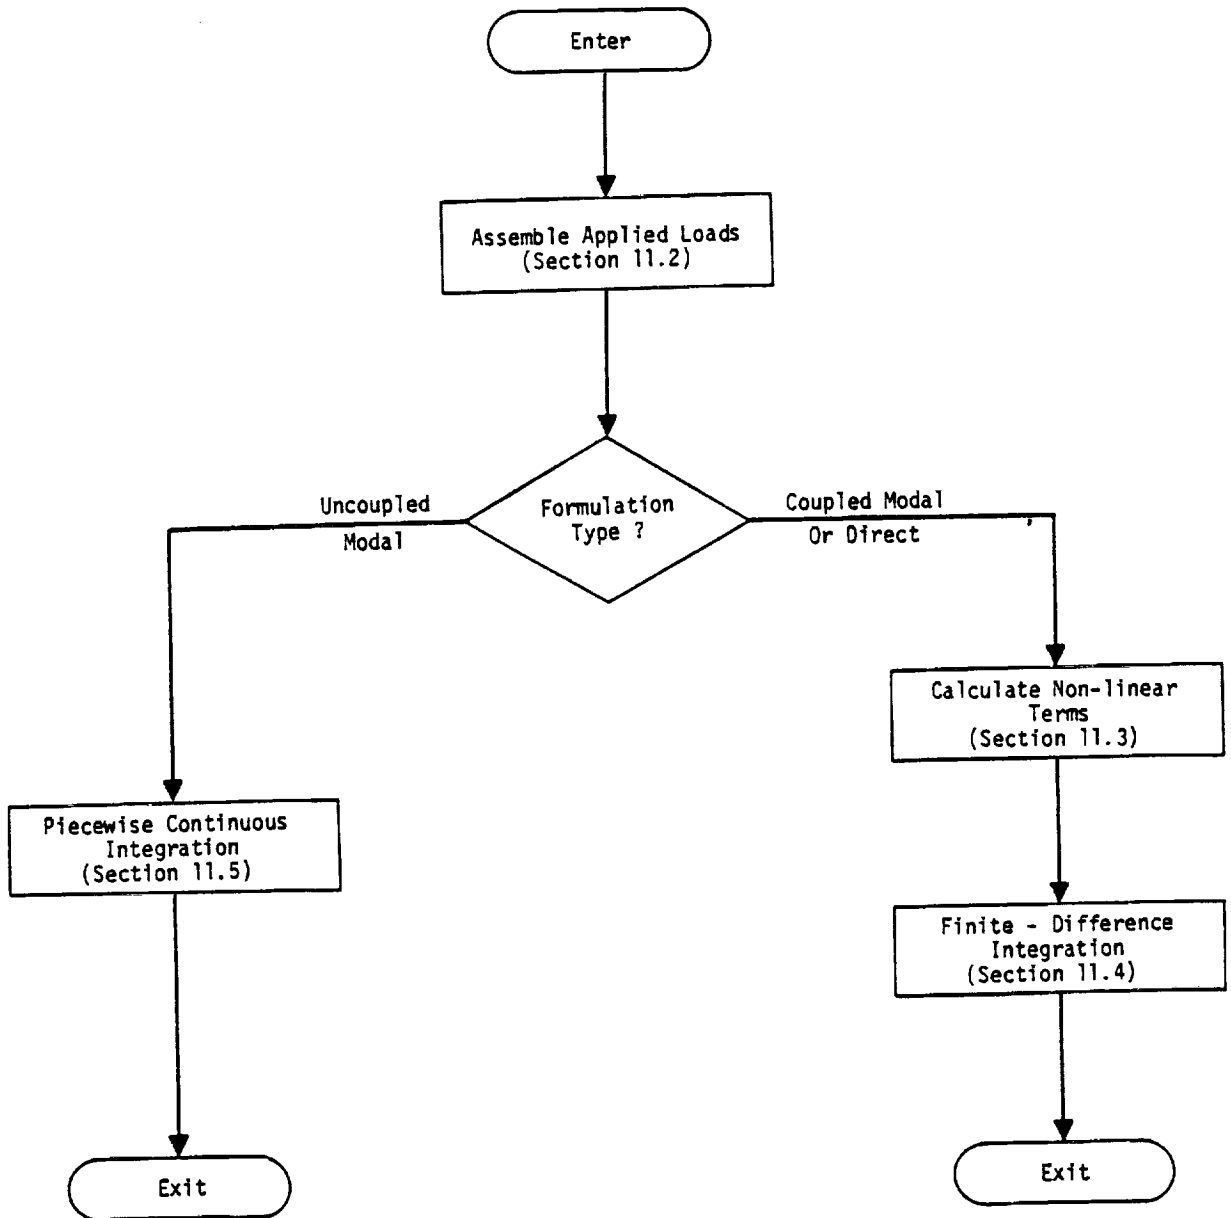 Enter
Assemble Applied Loads
(Section 11.2)
Formulation
Type ?
Uncoupled
Modal
Coupled Modal
Or Direct
Calculate Non-linear
Terms
(Section 11.3)
Piecewise Continuous
Integration
(Section 11.5)
Finite - Difference
Integration
(Section 11.4)
Exit
Exit